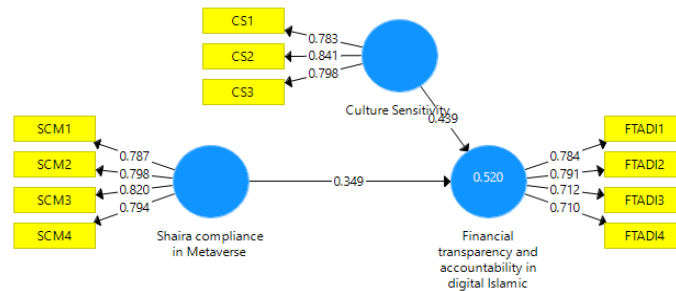 CS1
0.783
CS2
0.841
CS3
0.798
Culture Sensitivity
0.439
SCM1
0.787
SCM2
0.798
SCM3
0.820
SCM4
0.794
Shaira compliance
in Metaverse
0.349
0.520
Financial
transparency and
accountability in
digital Islamic
FTADI1
0.784
FTADI2
0.791
FTADI3
0.712
FTADI4
0.710